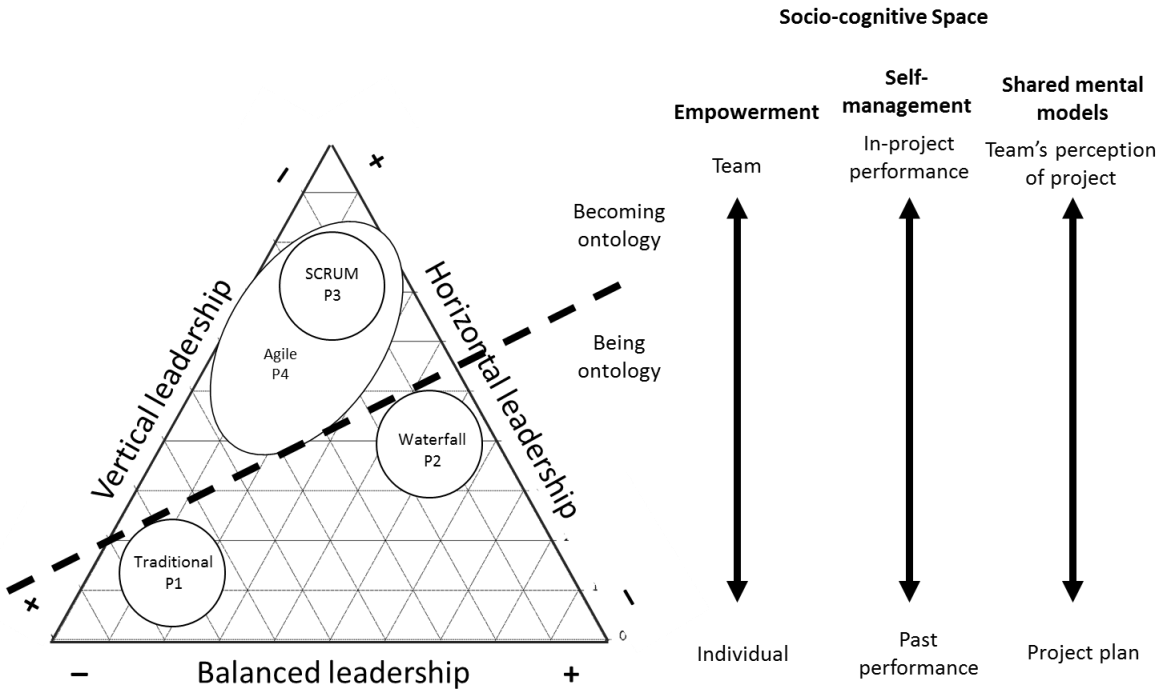 Socio-cognitive Space
Empowerment
Self-
management
Shared mental
models
Team
In-project
performance
Team's perception
of project
–
+
Becoming
ontology
SCRUM
P3
Vertical leadership
Horizontal leadership
Agile
P4
Being
ontology
Waterfall
P2
Traditional
P1
+
–
1
0
–
Balanced leadership
+
Individual
Past
performance
Project plan